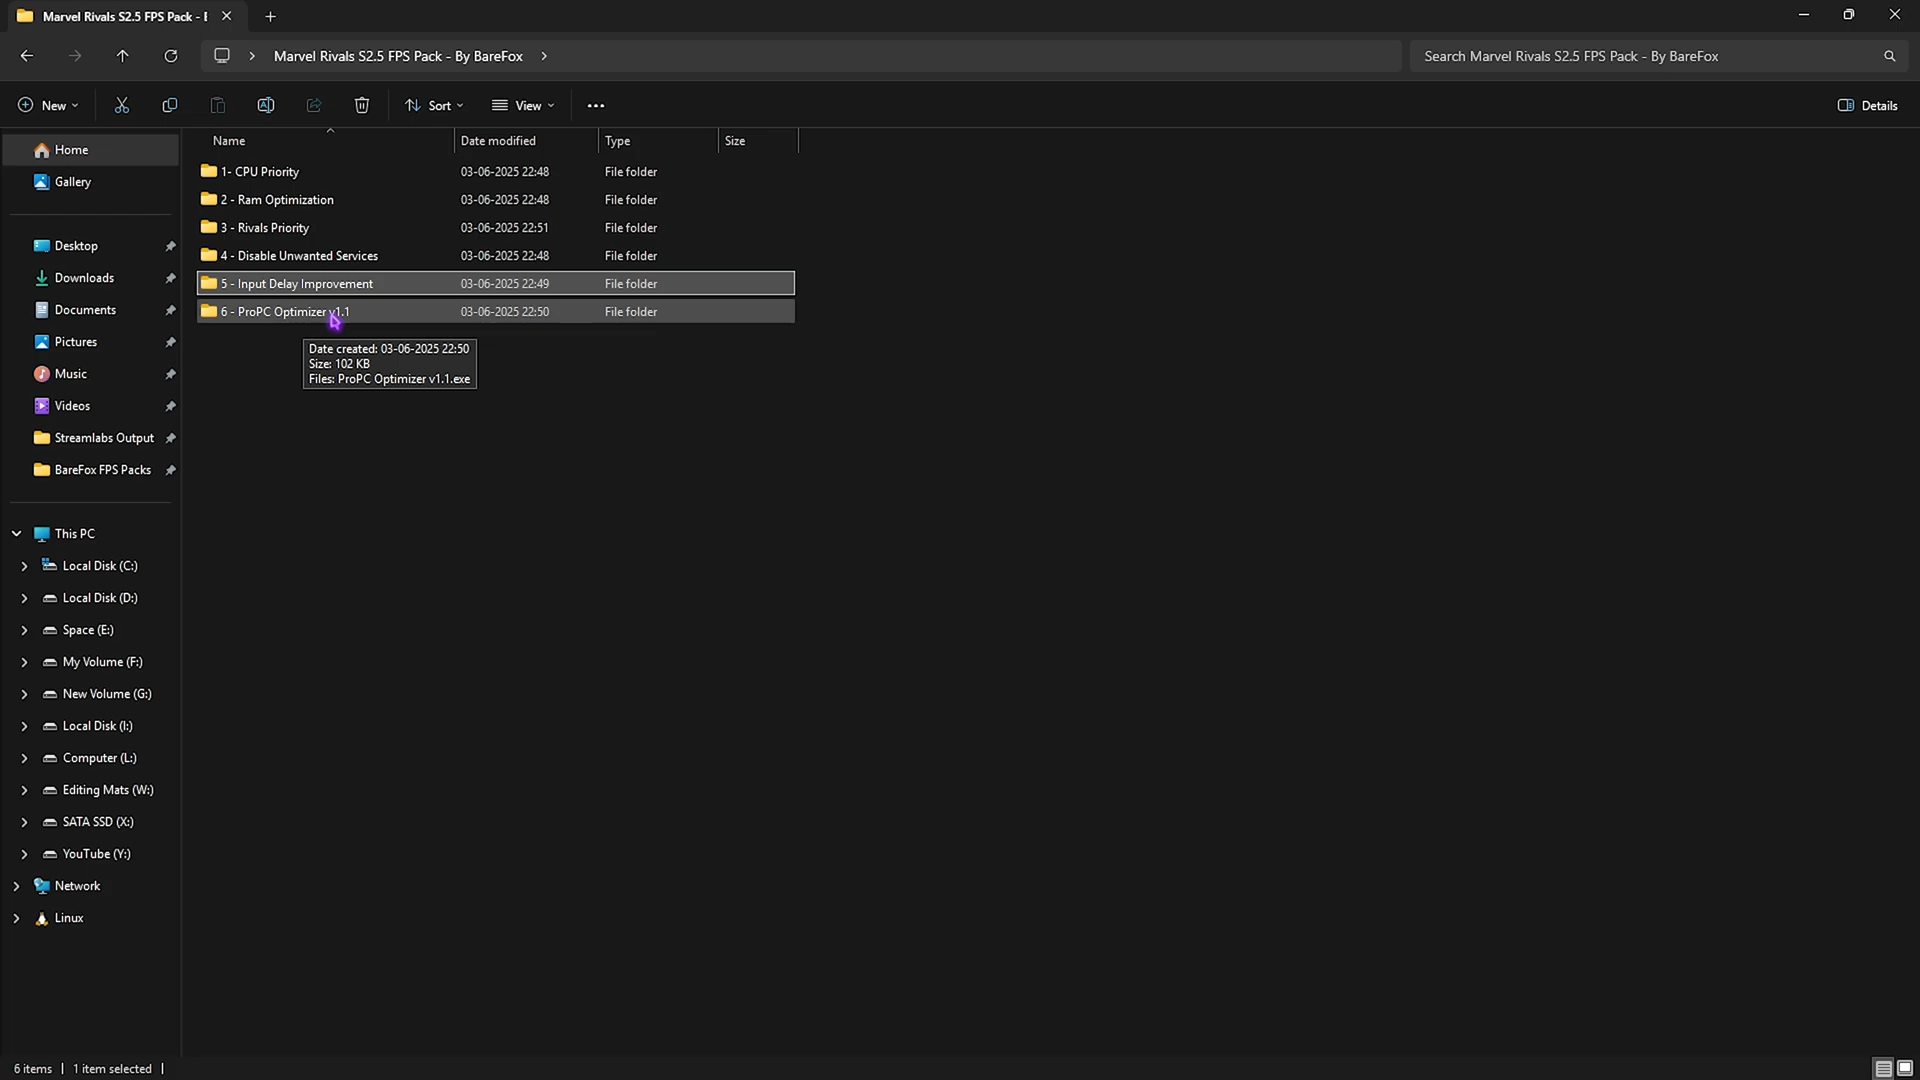 Marvel Rivals S2.5 FPS Pack - E
Marvel Rivals S2.5 FPS Pack - By BareFox
Search Marvel Rivals S2.5 FPS Pack - By BareFox
New
Sort
View
Details
Name
Date modified
Type
Size
1- CPU Priority 03-06-2025 22:48 File folder
2 - Ram Optimization 03-06-2025 22:48 File folder
3 - Rivals Priority 03-06-2025 22:51 File folder
4 - Disable Unwanted Services 03-06-2025 22:48 File folder
5 - Input Delay Improvement 03-06-2025 22:49 File folder
6 - ProPC Optimizer v1.1 03-06-2025 22:50 File folder
Date created: 03-06-2025 22:50
Size: 102 KB
Files: ProPC Optimizer v1.1.exe
Home
Gallery
Desktop
Downloads
Documents
Pictures
Music
Videos
Streamlabs Output
BareFox FPS Packs
This PC
Local Disk (C:)
Local Disk (D:)
Space (E:)
My Volume (F:)
New Volume (G:)
Local Disk (I:)
Computer (L:)
Editing Mats (W:)
SATA SSD (X:)
YouTube (Y:)
Network
Linux
6 items
1 item selected